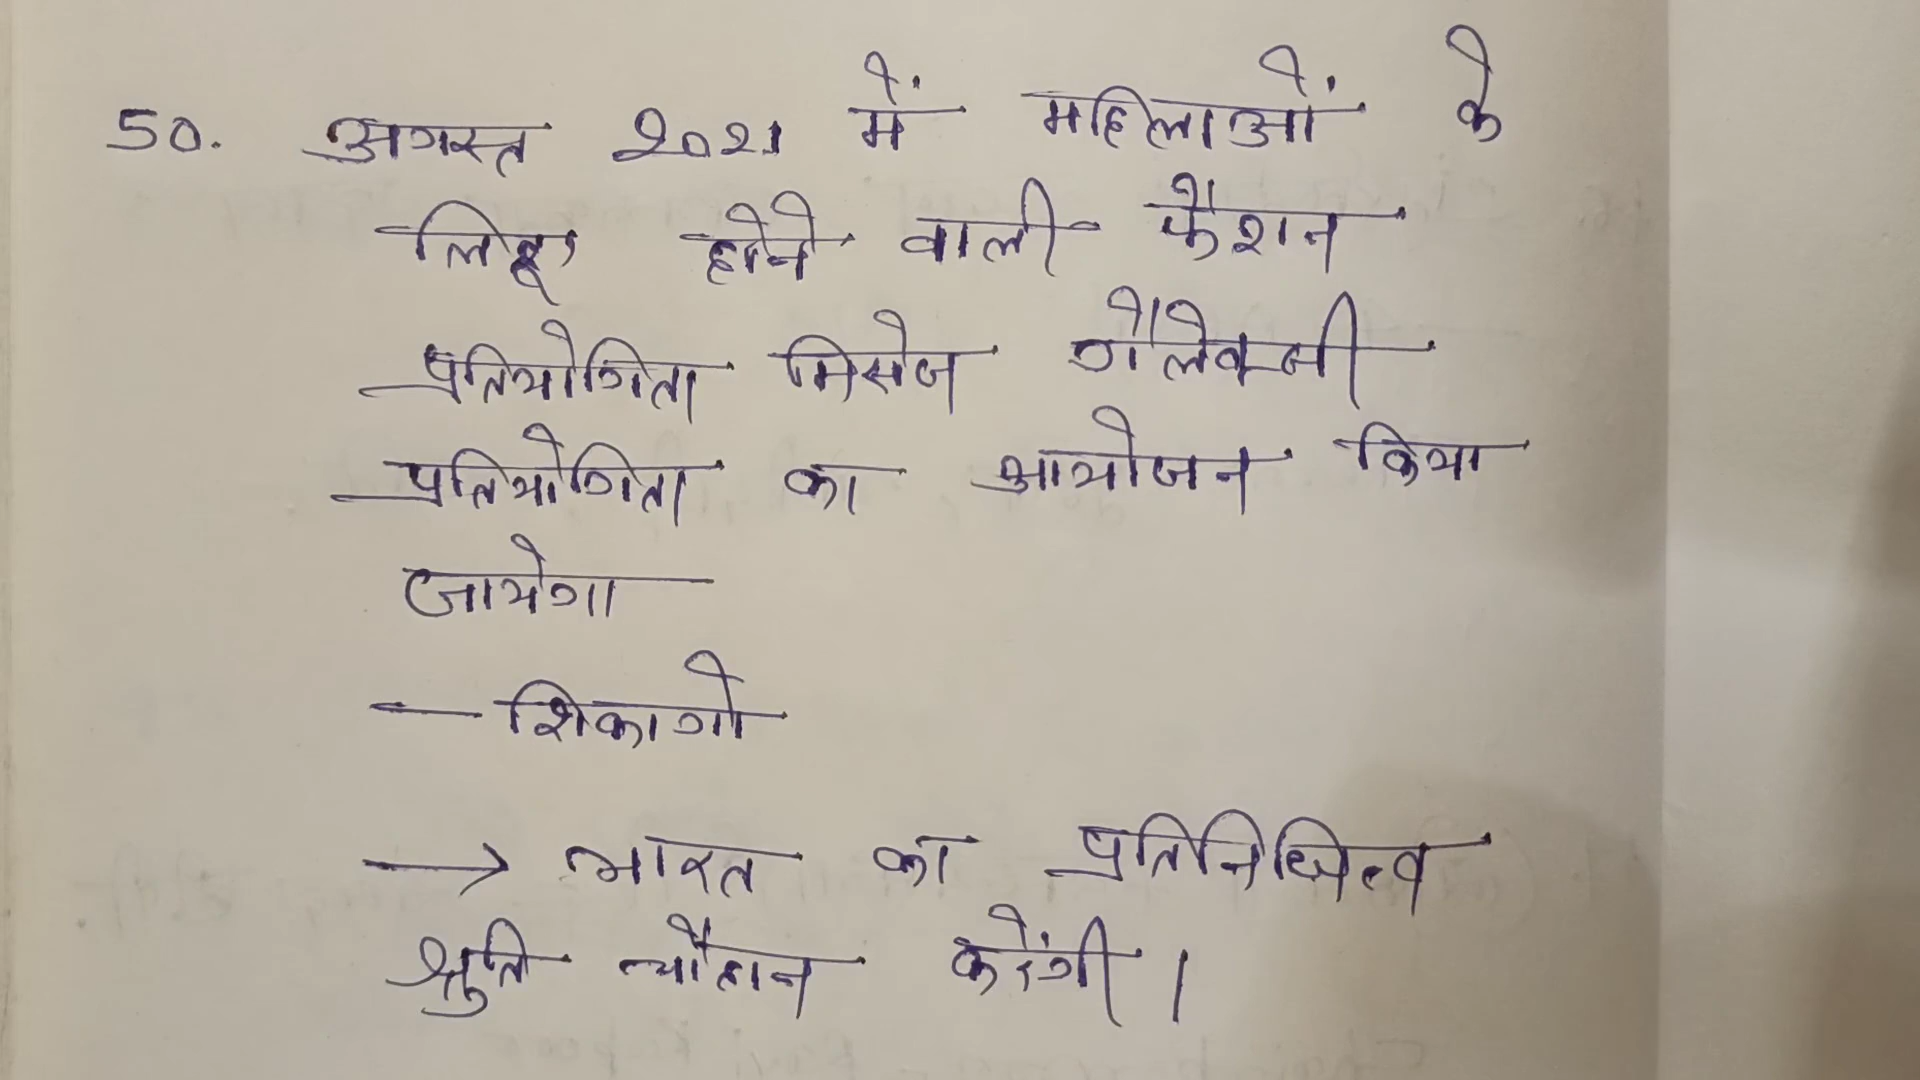 50. अगस्त 2021 में महिलाओं के
लिए होने वाली फैशन
प्रतियोगिता मिसेज गैलेक्जी
प्रतियोगिता का आयोजन किया
जायेगा
— शिकागो
→ भारत का प्रतिनिधित्व
श्रुति चौहान करेंगी।